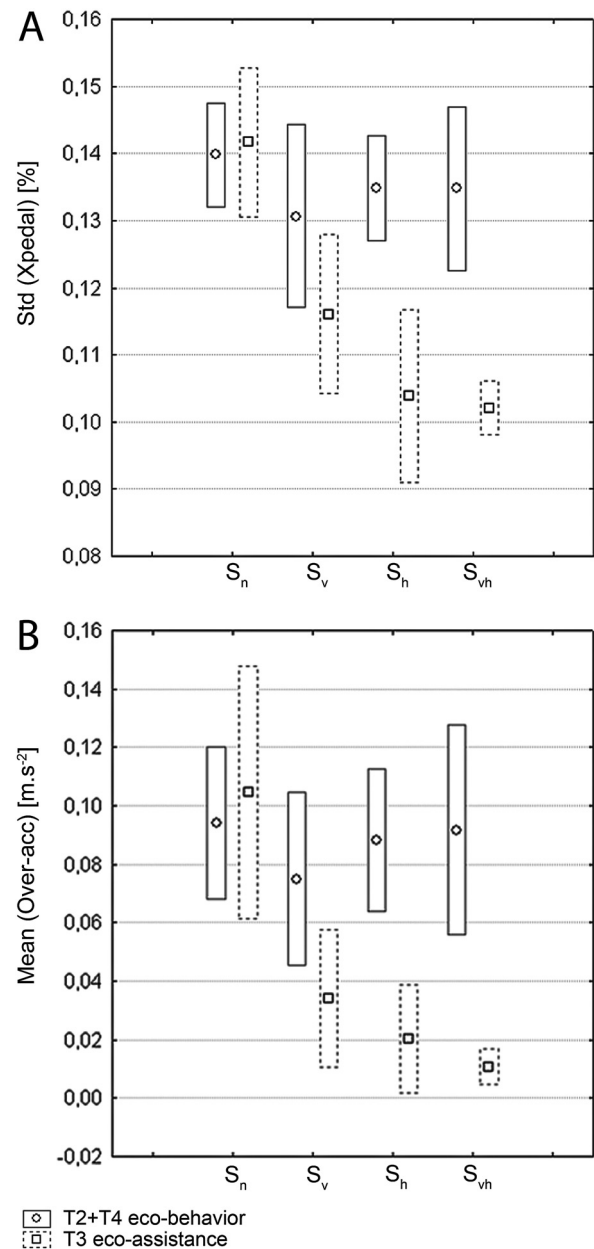 A
Std (Xpedal) [%]
0,16
0,15
0,14
0,13
0,12
0,11
0,10
0,09
0,08
Sn Sv Sh Svh
B
Mean (Over-acc) [m.s-2]
0,16
0,14
0,12
0,10
0,08
0,06
0,04
0,02
0,00
-0,02
Sn Sv Sh Svh
T2+T4 eco-behavior
T3 eco-assistance